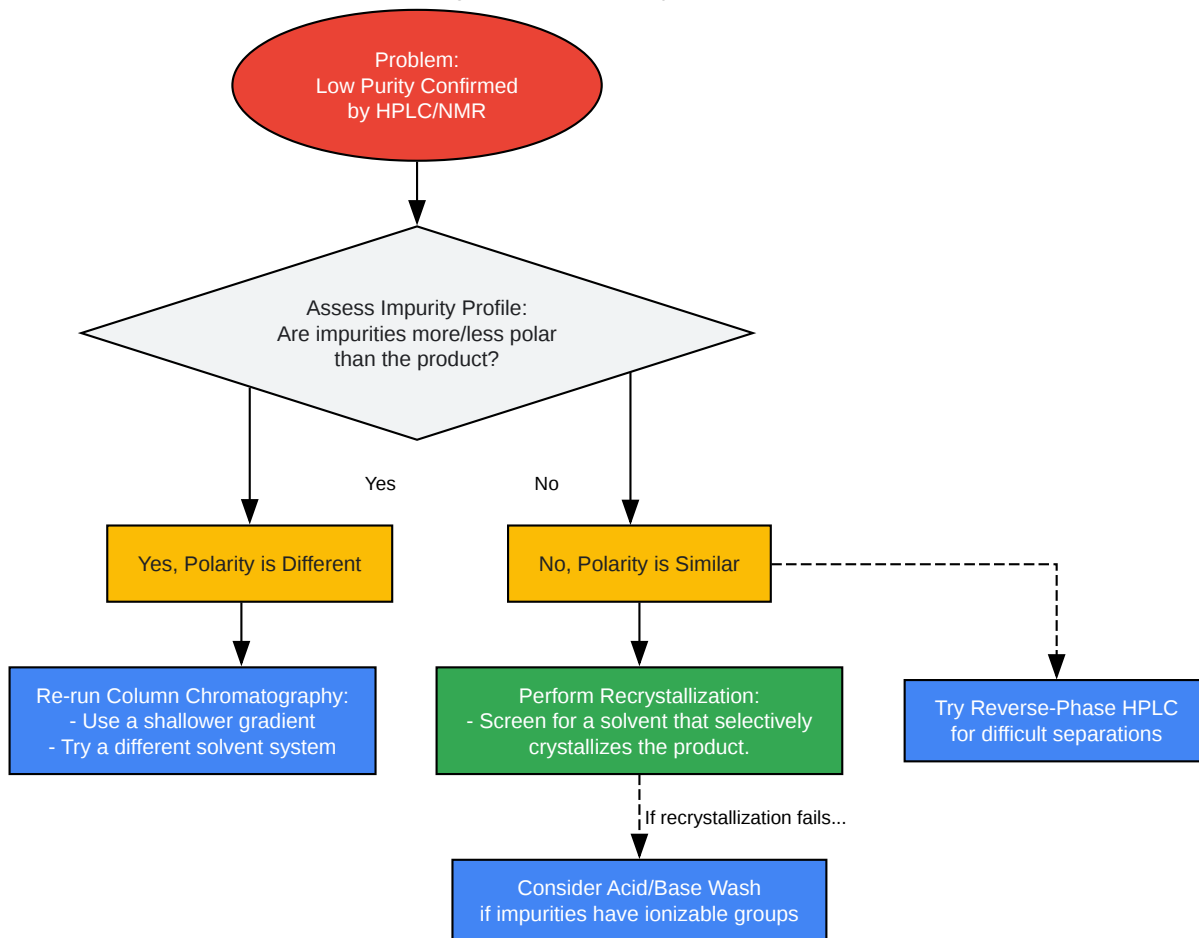 Problem:
Low Purity Confirmed
by HPLC/NMR
Assess Impurity Profile:
Are impurities more/less polar
than the product?
Yes
No
Yes, Polarity is Different
No, Polarity is Similar
Re-run Column Chromatography:
- Use a shallower gradient
- Try a different solvent system
Perform Recrystallization:
- Screen for a solvent that selectively
crystallizes the product.
Try Reverse-Phase HPLC
for difficult separations
If recrystallization fails...
Consider Acid/Base Wash
if impurities have ionizable groups